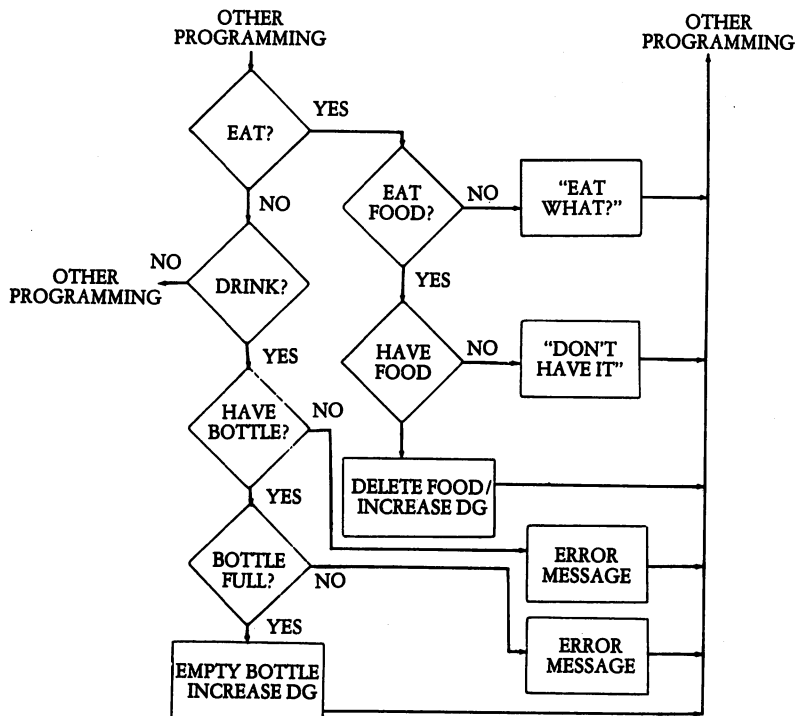 OTHER
PROGRAMMING
OTHER
PROGRAMMING
YES
EAT?
EAT
FOOD?
NO
"EAT
WHAT?"
NO
NO
OTHER
PROGRAMMING
DRINK?
YES
YES
HAVE
FOOD
NO
"DON'T
HAVE IT"
HAVE
BOTTLE?
NO
YES
DELETE FOOD /
INCREASE DG
BOTTLE
FULL?
NO
ERROR
MESSAGE
YES
ERROR
MESSAGE
EMPTY BOTTLE
INCREASE DG